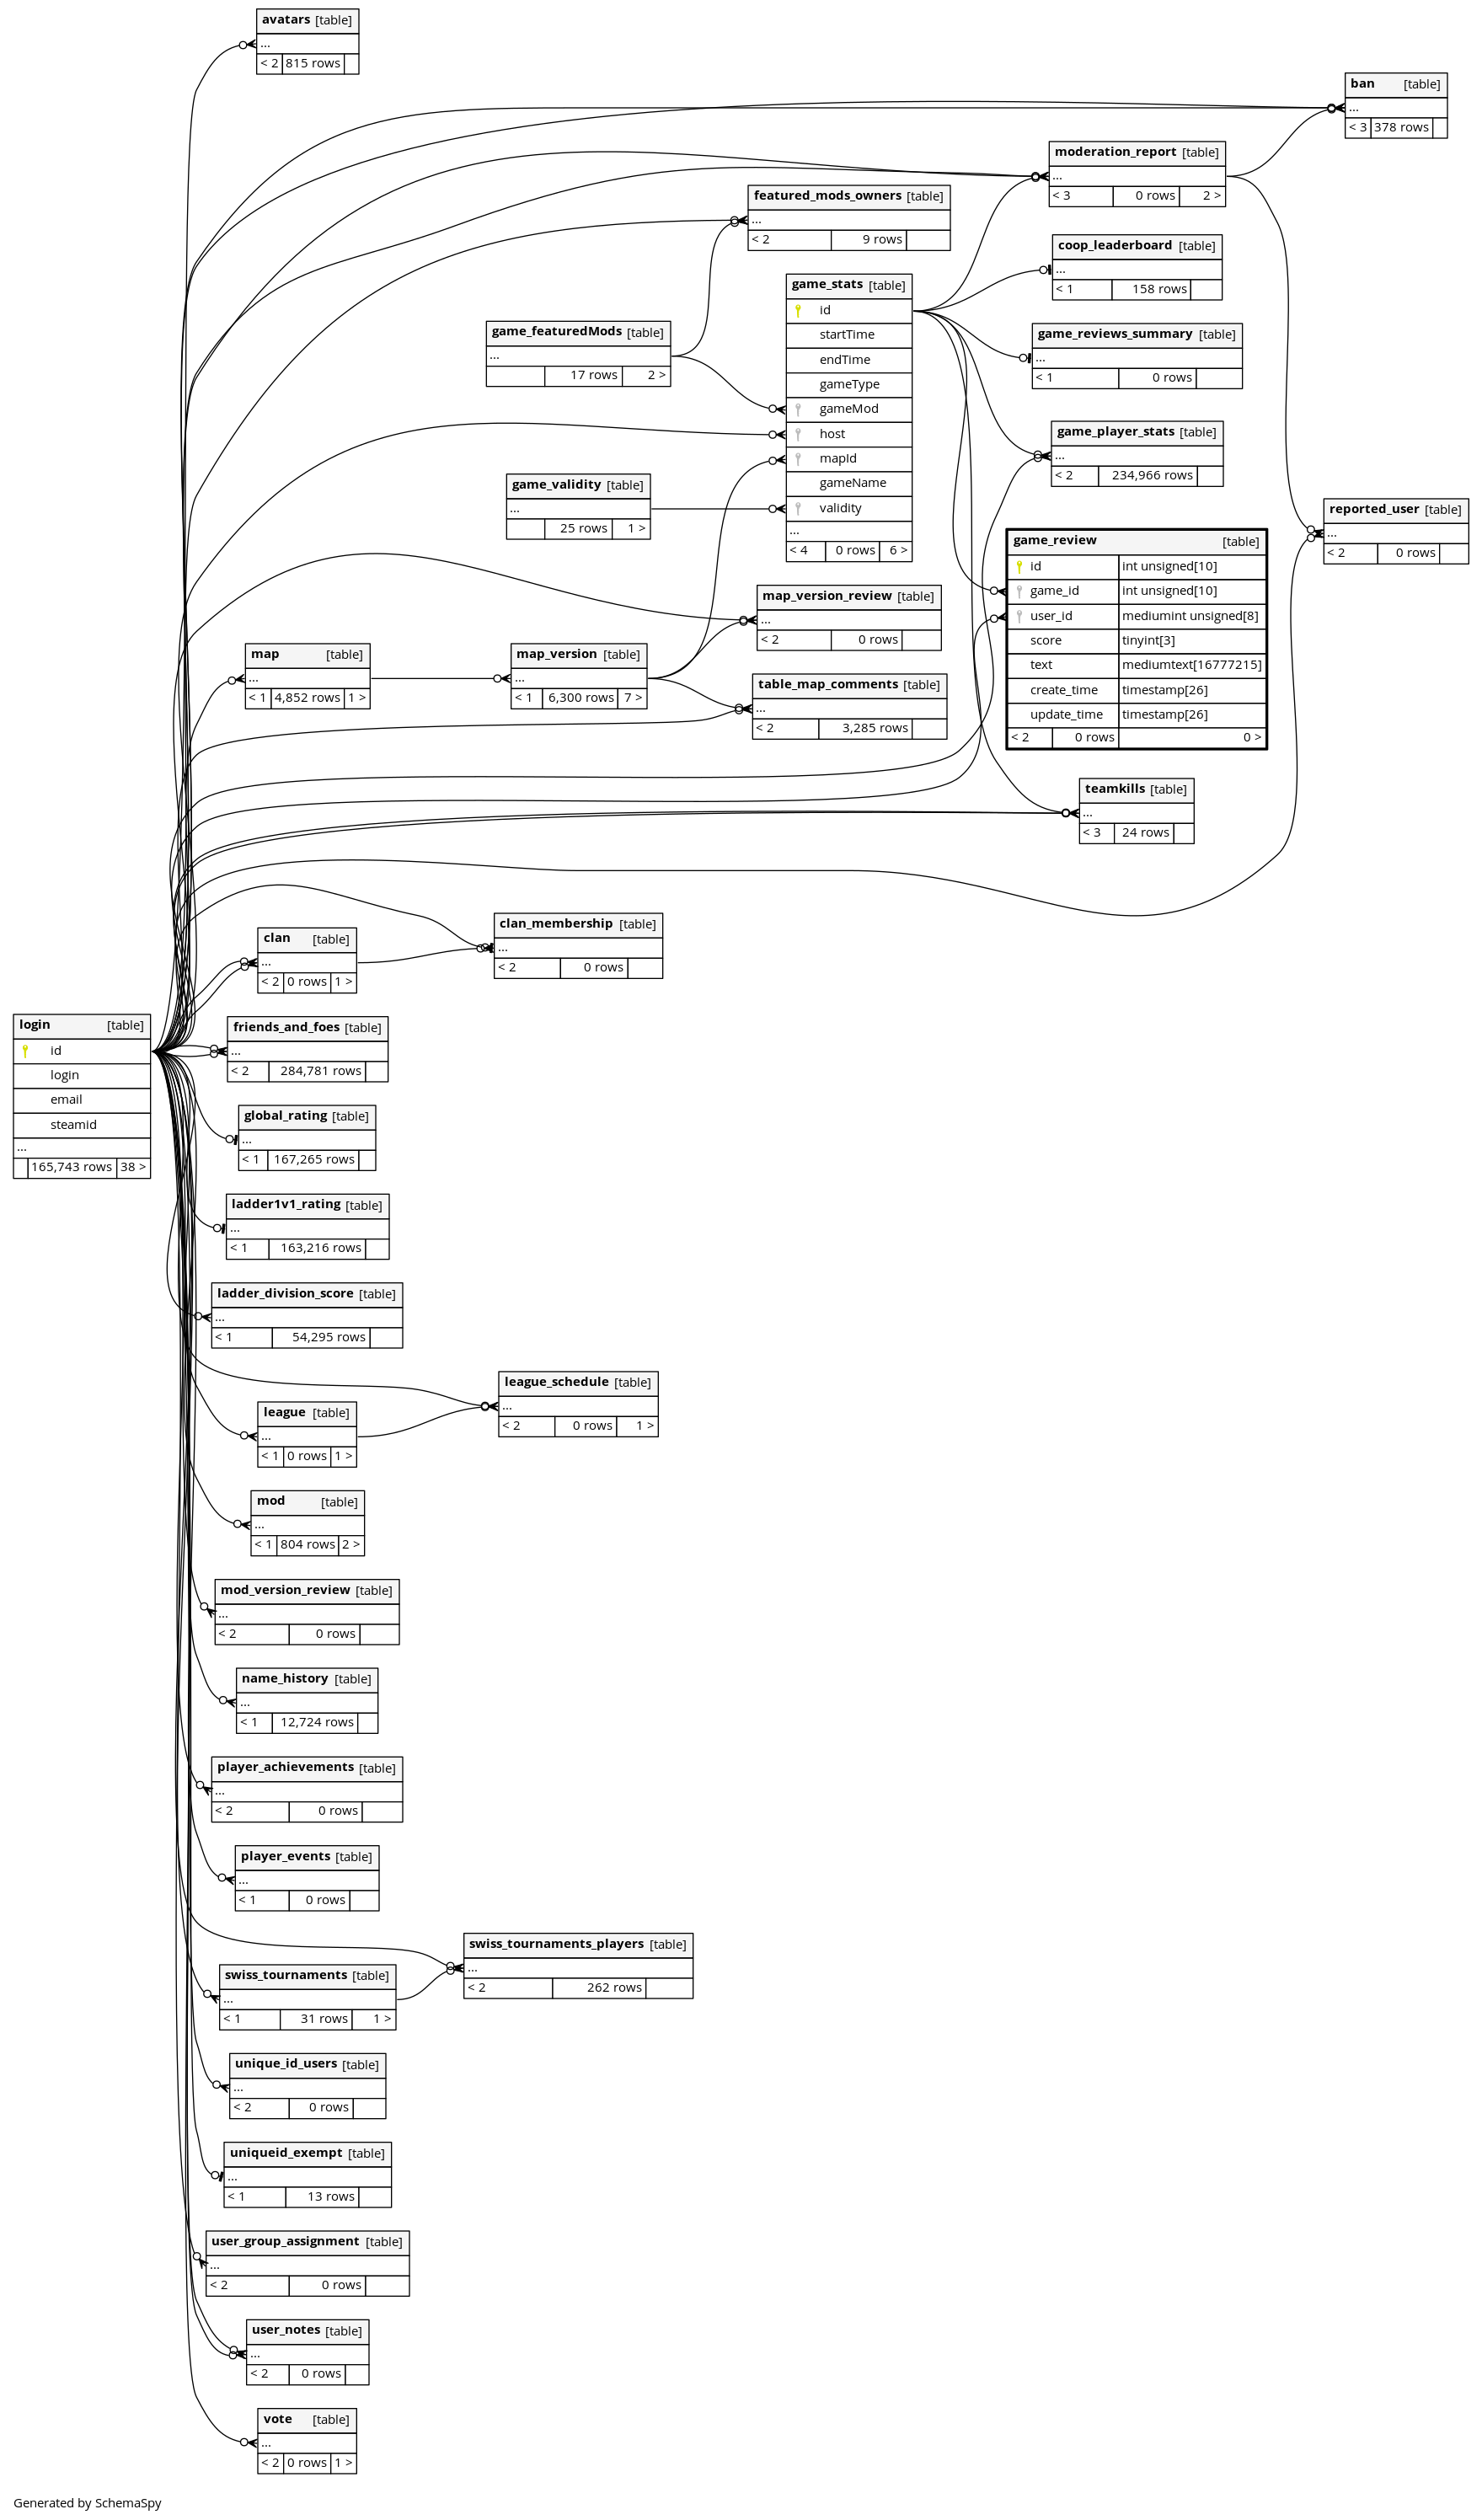 avatars [table]
...
< 2 815 rows
ban [table]
...
< 3 378 rows
moderation_report [table]
...
< 3 0 rows 2 >
featured_mods_owners [table]
...
< 2 9 rows
coop_leaderboard [table]
...
< 1 158 rows
game_stats [table]
id
startTime
endTime
gameType
gameMod
host
mapId
gameName
validity
...
< 4 0 rows 6 >
game_featuredMods [table]
...
17 rows 2 >
game_reviews_summary [table]
...
< 1 0 rows
game_player_stats [table]
...
< 2 234,966 rows
game_validity [table]
...
25 rows 1 >
reported_user [table]
...
< 2 0 rows
game_review [table]
id int unsigned[10]
game_id int unsigned[10]
user_id mediumint unsigned[8]
score tinyint[3]
text mediumtext[16777215]
create_time timestamp[26]
update_time timestamp[26]
< 2 0 rows 0 >
map_version_review [table]
...
< 2 0 rows
map [table]
...
< 1 4,852 rows 1 >
map_version [table]
...
< 1 6,300 rows 7 >
table_map_comments [table]
...
< 2 3,285 rows
teamkills [table]
...
< 3 24 rows
clan_membership [table]
...
< 2 0 rows
clan [table]
...
< 2 0 rows 1 >
login [table]
id
login
email
steamid
...
165,743 rows 38 >
friends_and_foes [table]
...
< 2 284,781 rows
global_rating [table]
...
< 1 167,265 rows
ladder1v1_rating [table]
...
< 1 163,216 rows
ladder_division_score [table]
...
< 1 54,295 rows
league_schedule [table]
...
< 2 0 rows 1 >
league [table]
...
< 1 0 rows 1 >
mod [table]
...
< 1 804 rows 2 >
mod_version_review [table]
...
< 2 0 rows
name_history [table]
...
< 1 12,724 rows
player_achievements [table]
...
< 2 0 rows
player_events [table]
...
< 1 0 rows
swiss_tournaments_players [table]
...
< 2 262 rows
swiss_tournaments [table]
...
< 1 31 rows 1 >
unique_id_users [table]
...
< 2 0 rows
uniqueid_exempt [table]
...
< 1 13 rows
user_group_assignment [table]
...
< 2 0 rows
user_notes [table]
...
< 2 0 rows
vote [table]
...
< 2 0 rows 1 >
Generated by SchemaSpy